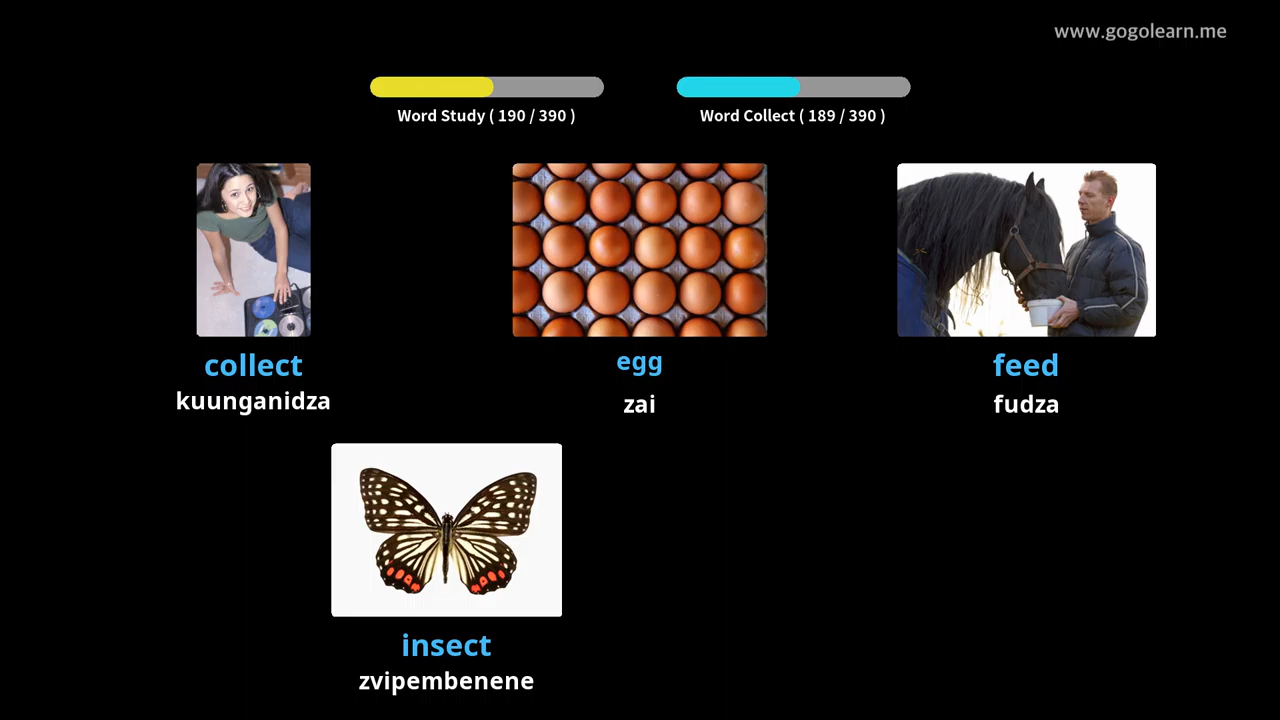 www.gogolearn.me
Word Study ( 190 / 390 )
Word Collect ( 189 / 390 )
collect
kuunganidza
egg
zai
feed
fudza
insect
zvipembenene